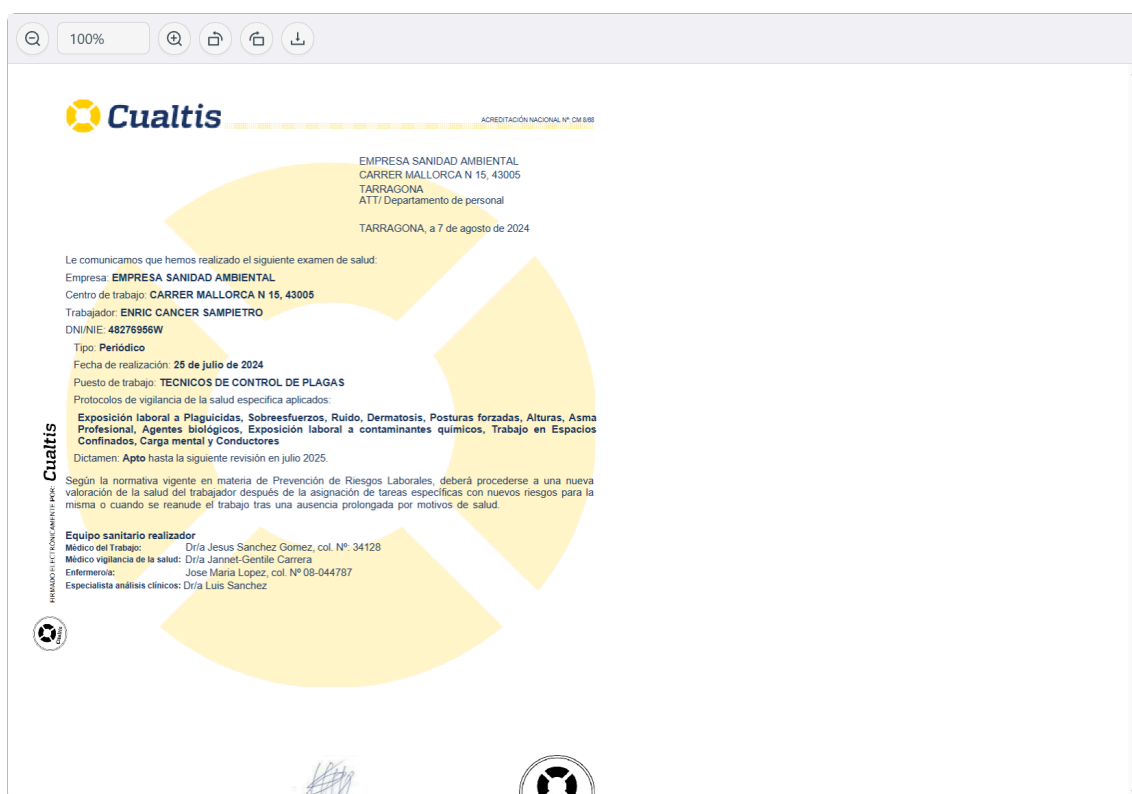 100%
Cualtis
ACREDITACIÓN NACIONAL Nº: CM 8/88
EMPRESA SANIDAD AMBIENTAL
CARRER MALLORCA N 15, 43005
TARRAGONA
ATT/ Departamento de personal
TARRAGONA, a 7 de agosto de 2024
Le comunicamos que hemos realizado el siguiente examen de salud:
Empresa: EMPRESA SANIDAD AMBIENTAL
Centro de trabajo: CARRER MALLORCA N 15, 43005
Trabajador: ENRIC CANCER SAMPIETRO
DNI/NIE: 48276956W
Tipo: Periódico
Fecha de realización: 25 de julio de 2024
Puesto de trabajo: TECNICOS DE CONTROL DE PLAGAS
Protocolos de vigilancia de la salud especifica aplicados:
Exposición laboral a Plaguicidas, Sobreesfuerzos, Ruido, Dermatosis, Posturas forzadas, Alturas, Asma
Profesional, Agentes biológicos, Exposición laboral a contaminantes químicos, Trabajo en Espacios
Confinados, Carga mental y Conductores
Dictamen: Apto hasta la siguiente revisión en julio 2025.
Según la normativa vigente en materia de Prevención de Riesgos Laborales, deberá procederse a una nueva
valoración de la salud del trabajador después de la asignación de tareas específicas con nuevos riesgos para la
misma o cuando se reanude el trabajo tras una ausencia prolongada por motivos de salud.
Equipo sanitario realizador
Médico del Trabajo: Dr/a Jesus Sanchez Gomez, col. Nº: 34128
Médico vigilancia de la salud: Dr/a Jannet-Gentile Carrera
Enfermero/a: Jose Maria Lopez, col. Nº 08-044787
Especialista análisis clínicos: Dr/a Luis Sanchez
FIRMADO ELECTRÓNICAMENTE POR: Cualtis
Cualtis